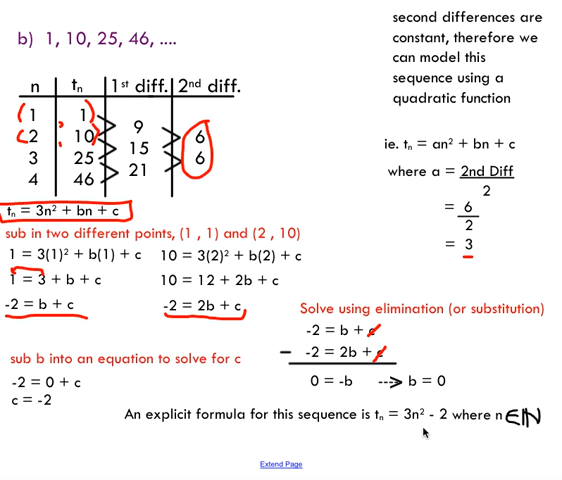 b) 1, 10, 25, 46, ....
n tₙ 1ˢᵗ diff. 2ⁿᵈ diff.
1 1
9
2 10 6
15
3 25 6
21
4 46
tₙ = 3n² + bn + c
sub in two different points, (1 , 1) and (2 , 10)
1 = 3(1)² + b(1) + c 10 = 3(2)² + b(2) + c
1 = 3 + b + c 10 = 12 + 2b + c
-2 = b + c -2 = 2b + c
sub b into an equation to solve for c
-2 = 0 + c
c = -2
second differences are
constant, therefore we
can model this
sequence using a
quadratic function
ie. tₙ = an² + bn + c
where a = 2nd Diff
2
= 6
2
= 3
Solve using elimination (or substitution)
-2 = b + c
− -2 = 2b + c
0 = -b --> b = 0
An explicit formula for this sequence is tₙ = 3n² - 2 where n ∈ ℕ
Extend Page